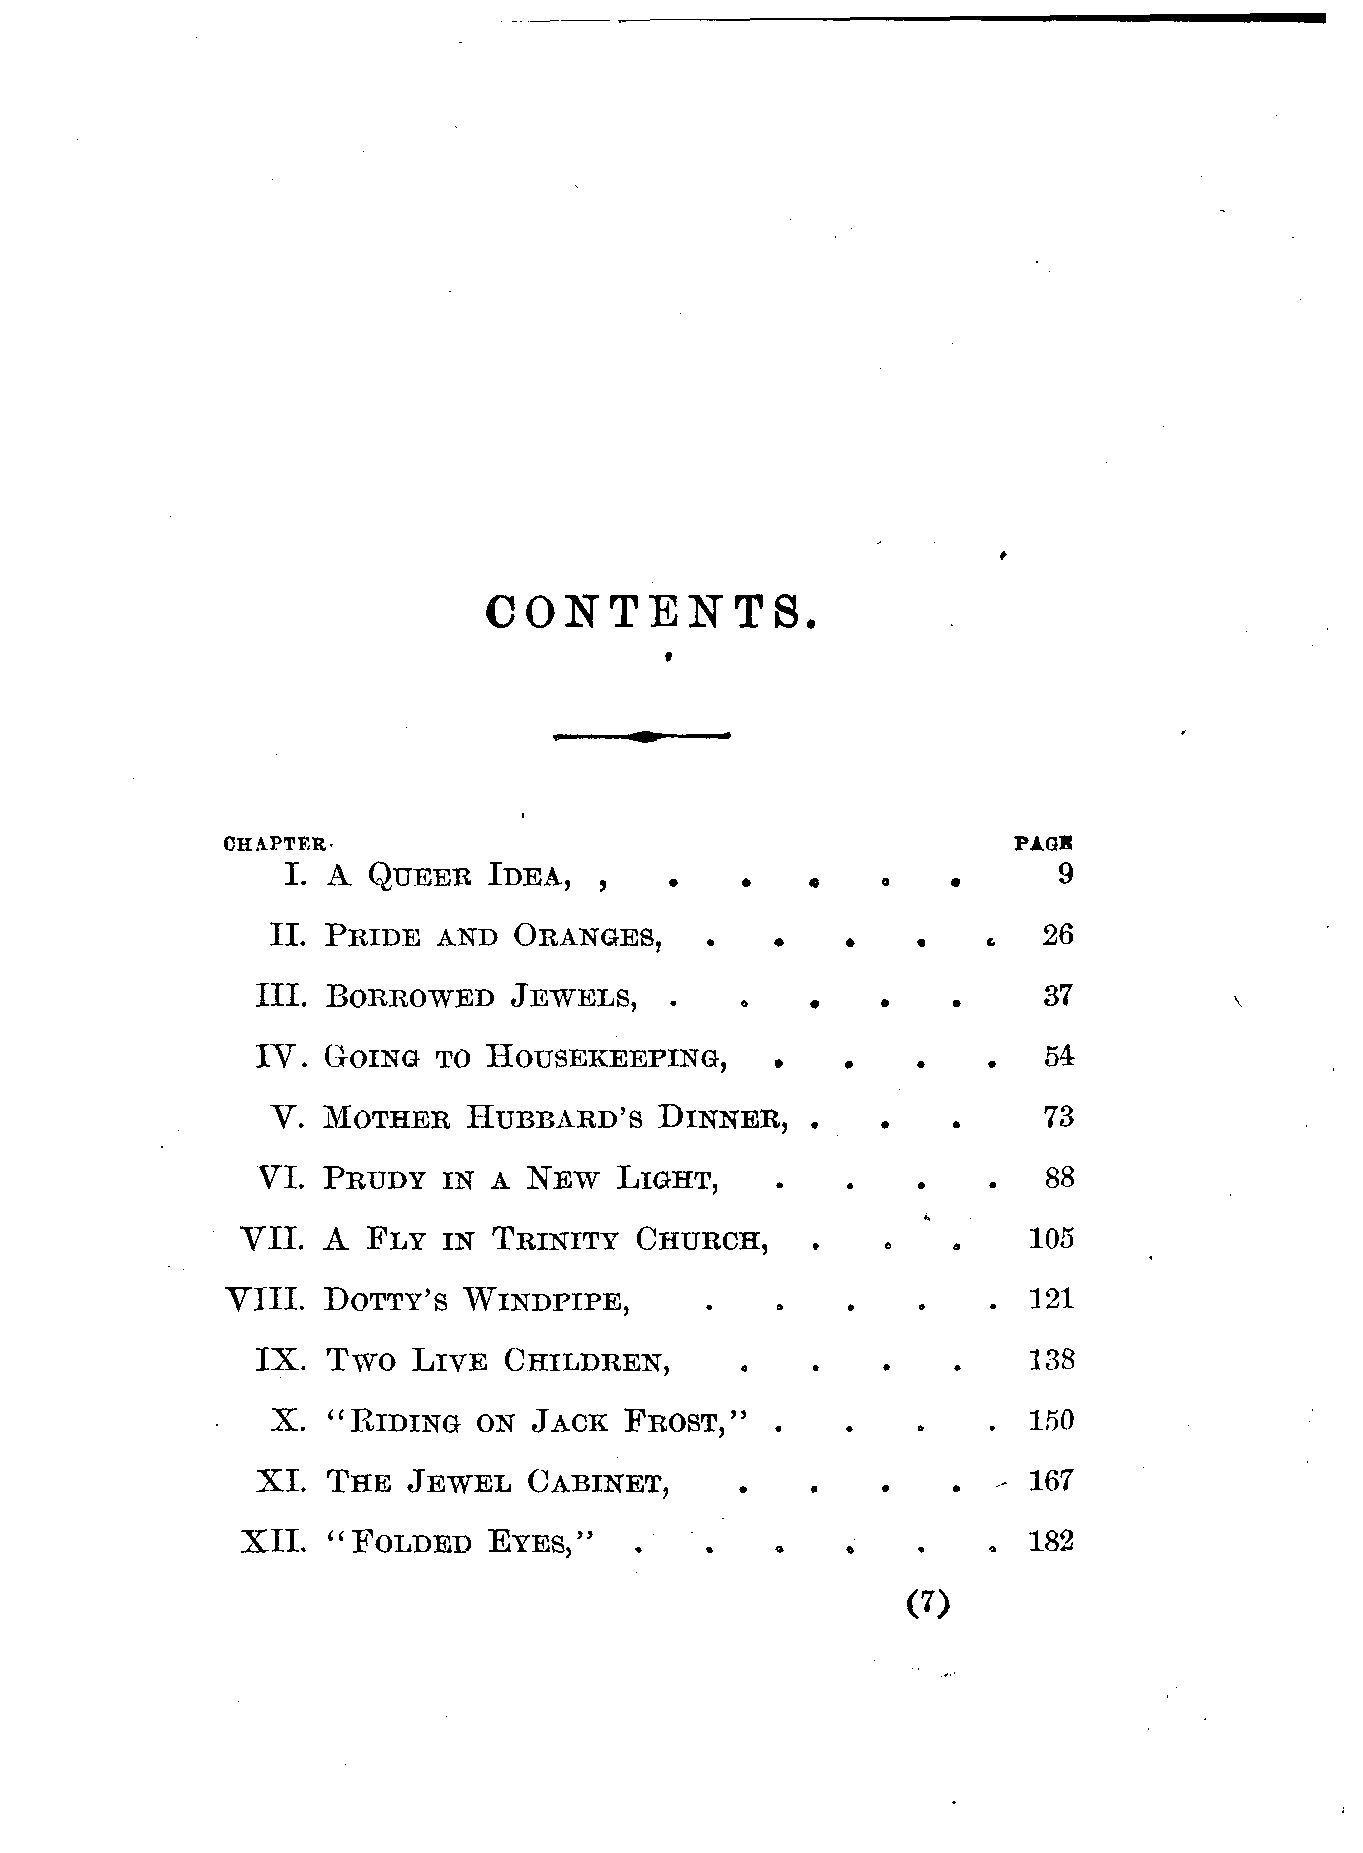 CONTENTS.
CHAPTER. PAGE
I. A QUEER IDEA, , . . . . . 9
II. PRIDE AND ORANGES, . . . . . 26
III. BORROWED JEWELS, . . . . . 37
IV. GOING TO HOUSEKEEPING, . . . . 54
V. MOTHER HUBBARD'S DINNER, . . . 73
VI. PRUDY IN A NEW LIGHT, . . . . 88
VII. A FLY IN TRINITY CHURCH, . . . 105
VIII. DOTTY'S WINDPIPE, . . . . . 121
IX. TWO LIVE CHILDREN, . . . . 138
X. "RIDING ON JACK FROST," . . . . 150
XI. THE JEWEL CABINET, . . . . 167
XII. "FOLDED EYES," . . . . . . 182
(7)